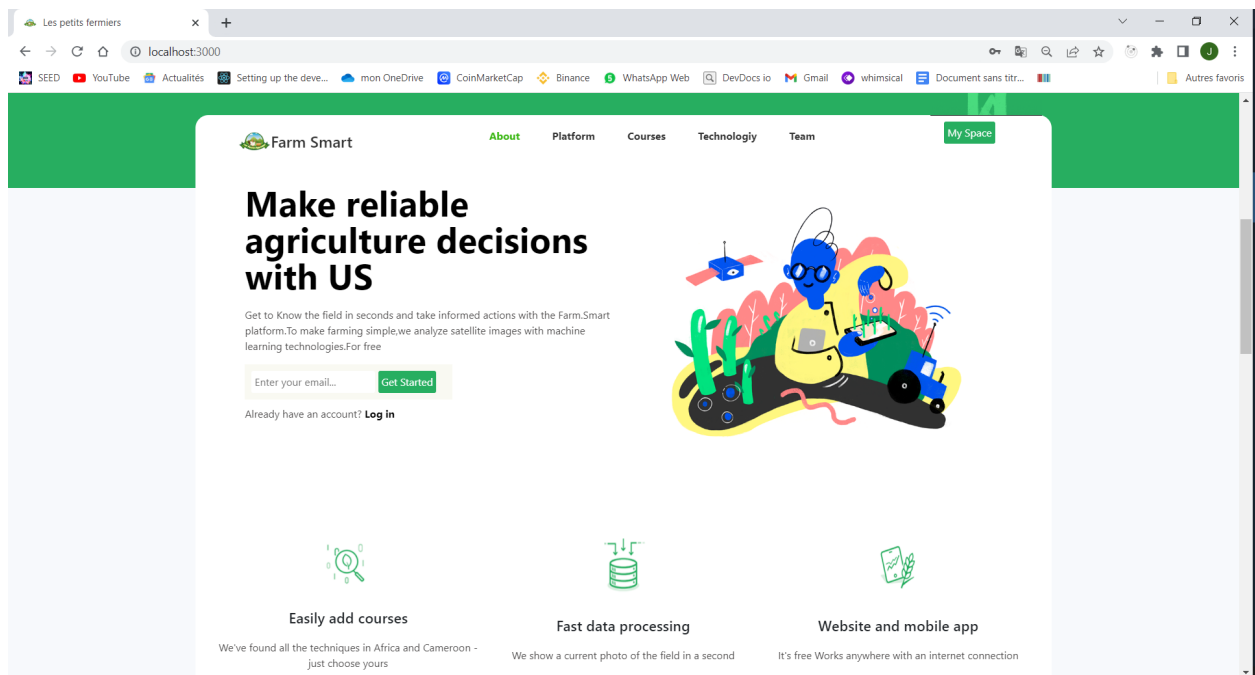 Les petits fermiers
localhost:3000
SEED YouTube Actualités Setting up the deve... mon OneDrive CoinMarketCap Binance WhatsApp Web DevDocs io Gmail whimsical Document sans titr... Autres favoris
Farm Smart About Platform Courses Technologiy Team My Space
Make reliable
agriculture decisions
with US
Get to Know the field in seconds and take informed actions with the Farm.Smart
platform.To make farming simple,we analyze satellite images with machine
learning technologies.For free
Enter your email... Get Started
Already have an account? Log in
Easily add courses
We've found all the techniques in Africa and Cameroon -
just choose yours
Fast data processing
We show a current photo of the field in a second
Website and mobile app
It's free Works anywhere with an internet connection